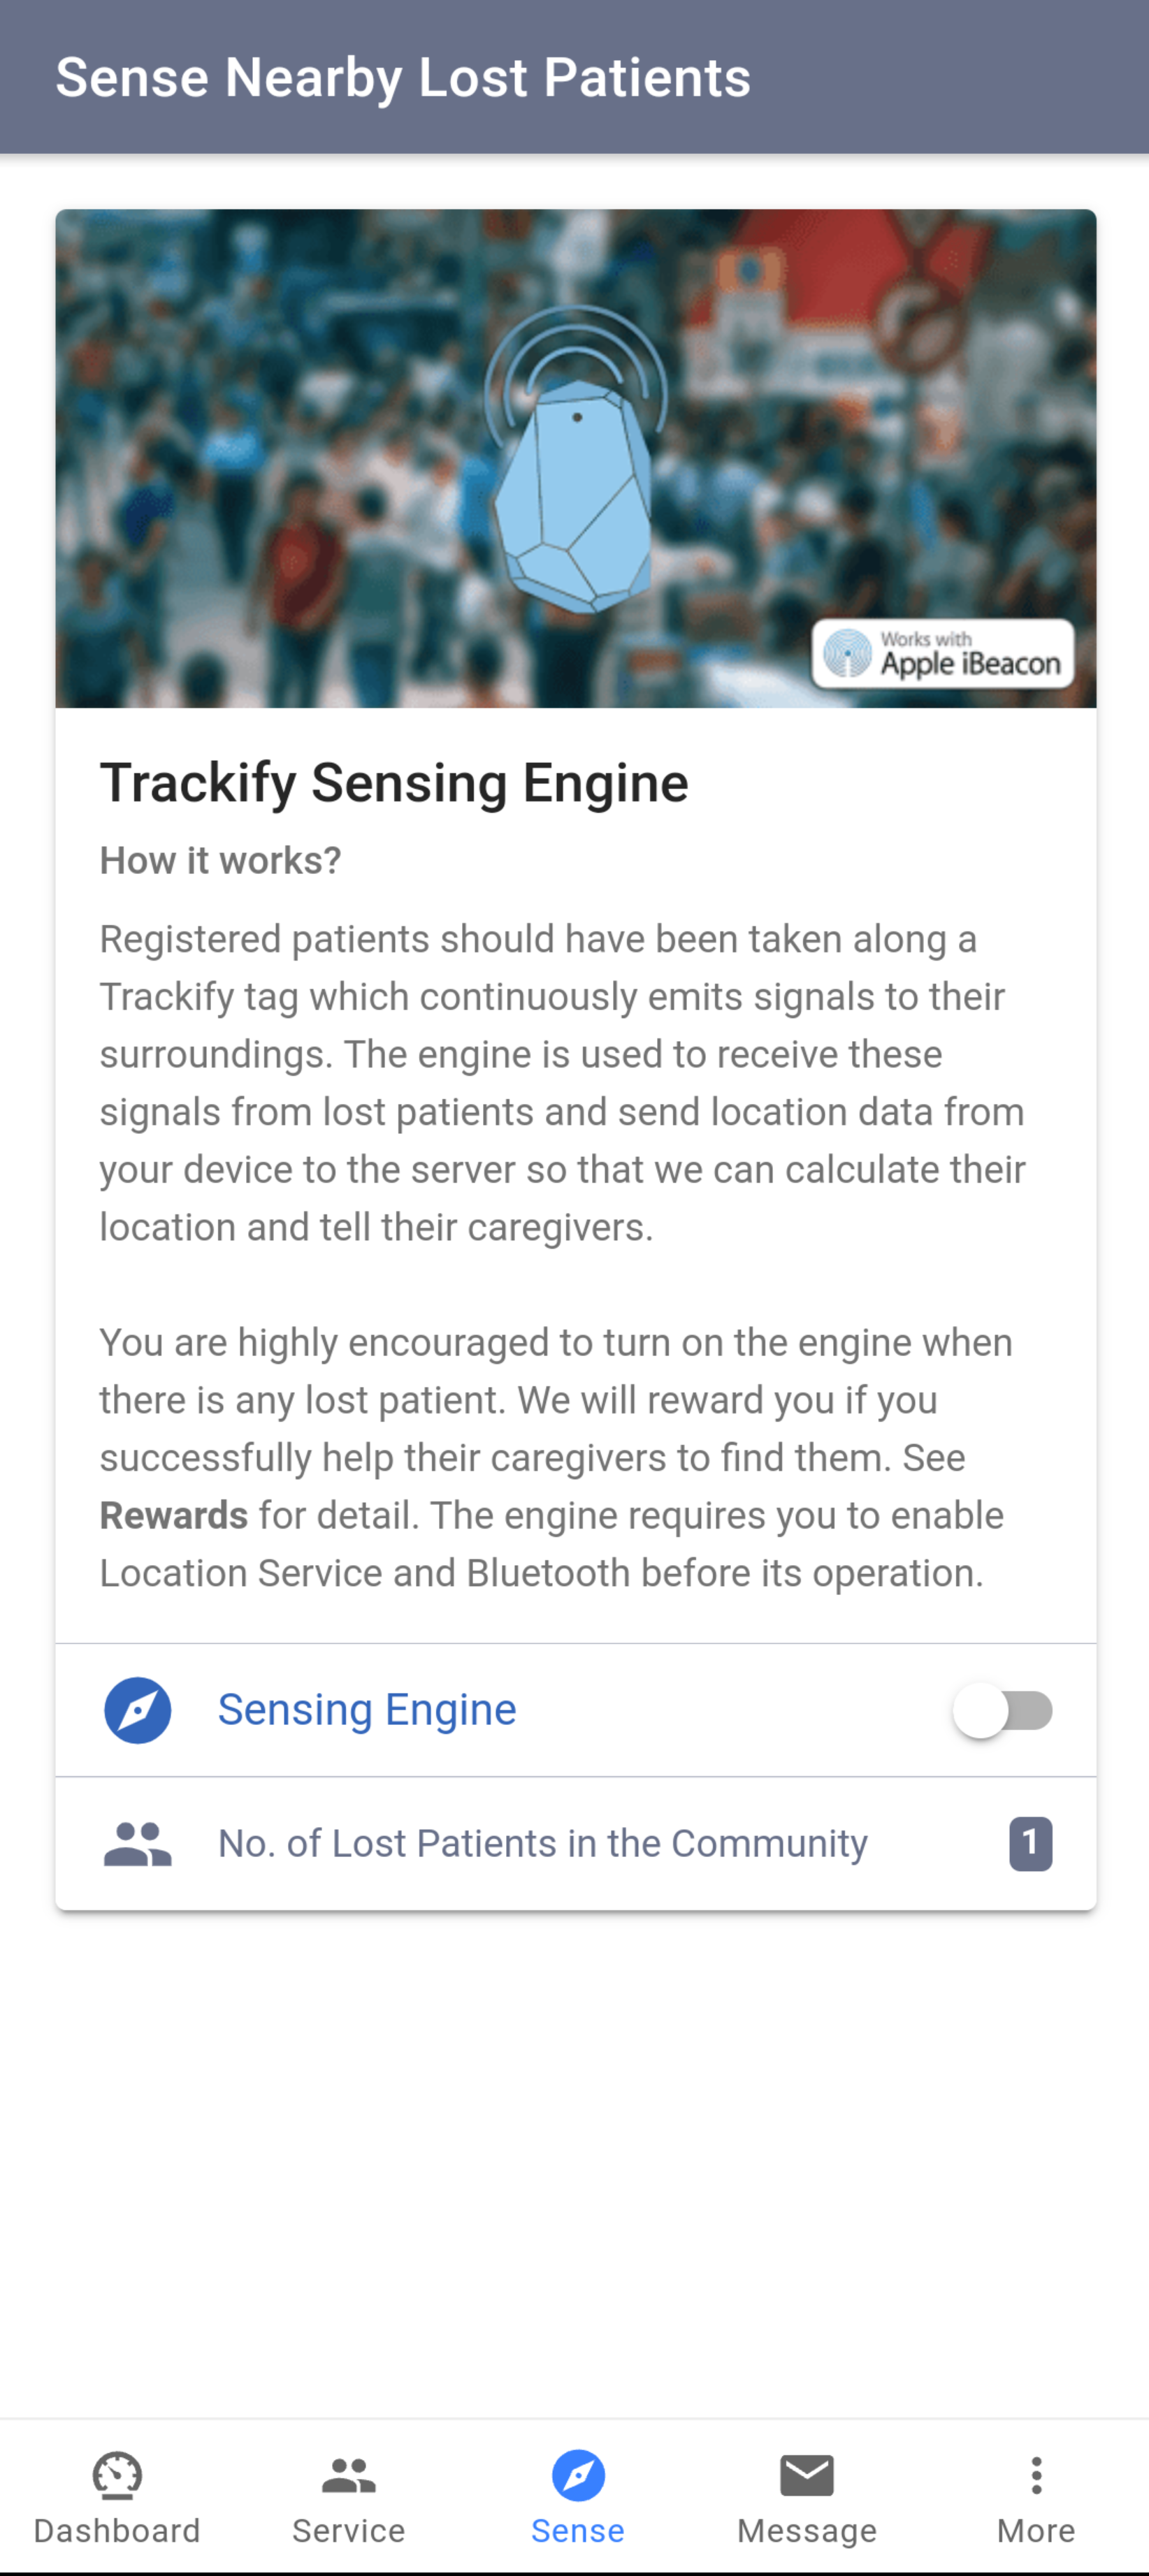 Sense Nearby Lost Patients
Works with
Apple iBeacon
Trackify Sensing Engine
How it works?
Registered patients should have been taken along a
Trackify tag which continuously emits signals to their
surroundings. The engine is used to receive these
signals from lost patients and send location data from
your device to the server so that we can calculate their
location and tell their caregivers.
You are highly encouraged to turn on the engine when
there is any lost patient. We will reward you if you
successfully help their caregivers to find them. See
Rewards for detail. The engine requires you to enable
Location Service and Bluetooth before its operation.
Sensing Engine
No. of Lost Patients in the Community
1
Dashboard
Service
Sense
Message
More